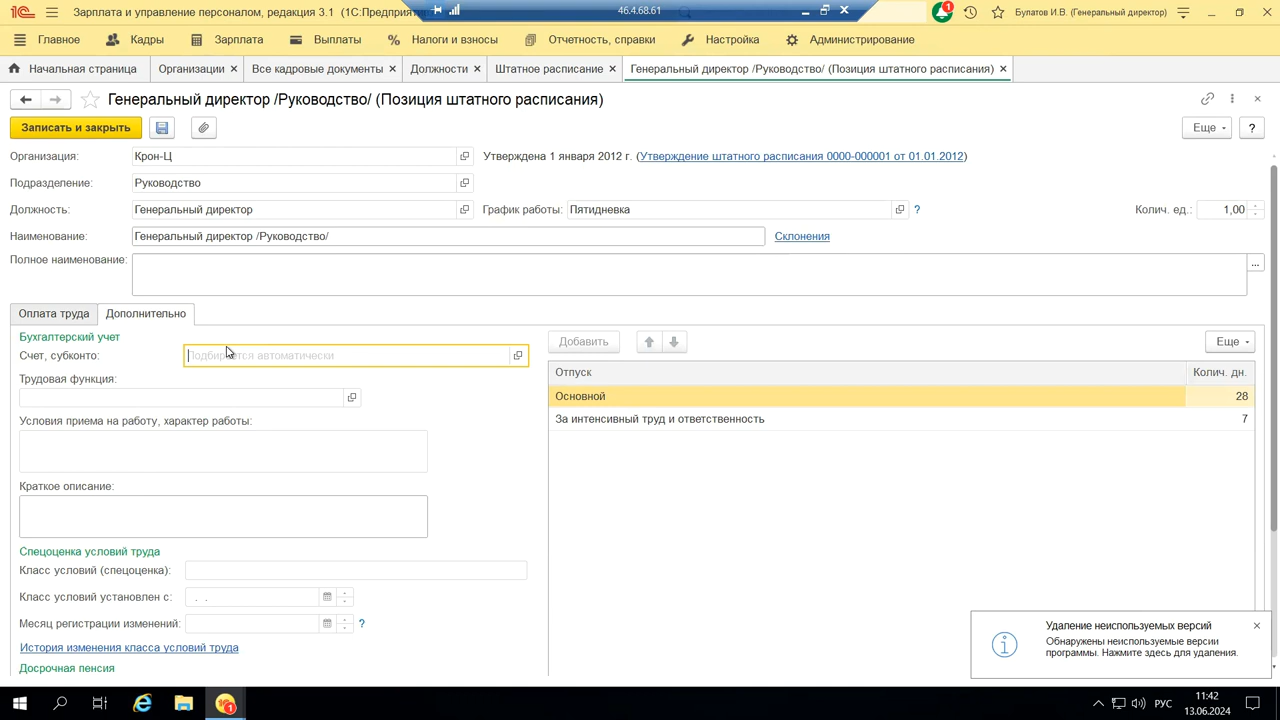 Зарплата и управление персоналом, редакция 3.1 (1С:Предприятие
46.4.68.61
1
Булатов И.В. (Генеральный директор)
Главное
Кадры
Зарплата
Выплаты
Налоги и взносы
Отчетность, справки
Настройка
Администрирование
Начальная страница
Организации
Все кадровые документы
Должности
Штатное расписание
Генеральный директор /Руководство/ (Позиция штатного расписания)
Генеральный директор /Руководство/ (Позиция штатного расписания)
Записать и закрыть
Еще
?
Организация:
Крон-Ц
Утверждена 1 января 2012 г. (Утверждение штатного расписания 0000-000001 от 01.01.2012)
Подразделение:
Руководство
Должность:
Генеральный директор
График работы:
Пятидневка
?
Колич. ед.:
1,00
Наименование:
Генеральный директор /Руководство/
Склонения
Полное наименование:
...
Оплата труда
Дополнительно
Бухгалтерский учет
Счет, субконто:
Подбирается автоматически
Трудовая функция:
Условия приема на работу, характер работы:
Краткое описание:
Спецоценка условий труда
Класс условий (спецоценка):
Класс условий установлен с:
. .
Месяц регистрации изменений:
?
История изменения класса условий труда
Досрочная пенсия
Добавить
Еще
Отпуск
Колич. дн.
Основной
28
За интенсивный труд и ответственность
7
Удаление неиспользуемых версий
Обнаружены неиспользуемые версии
программы. Нажмите здесь для удаления.
1
РУС
11:42
13.06.2024